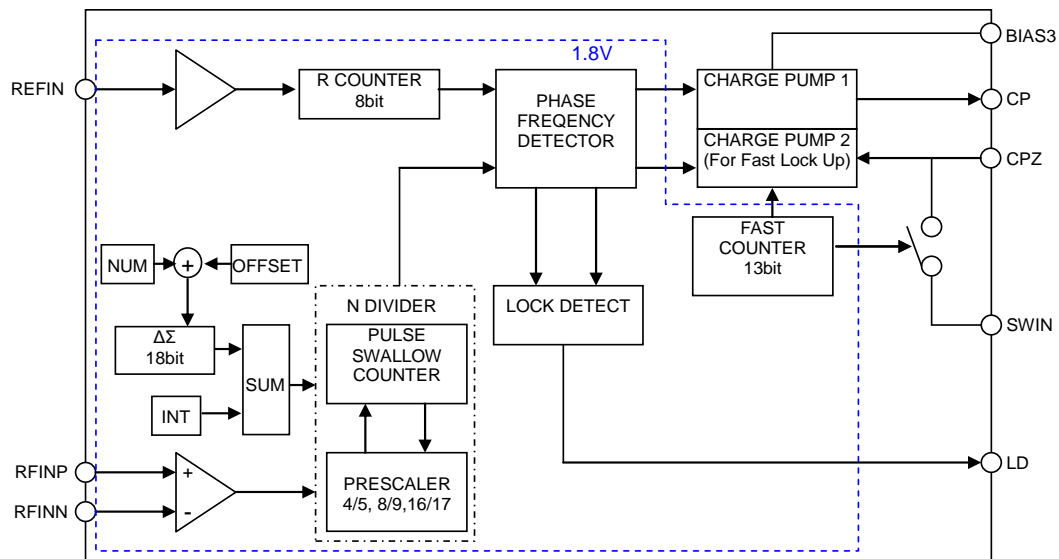 BIAS3
1.8V
REFIN
R COUNTER
8bit
PHASE
FREQENCY
DETECTOR
CHARGE PUMP 1
CP
CHARGE PUMP 2
(For Fast Lock Up)
CPZ
FAST
COUNTER
13bit
NUM
+
OFFSET
N DIVIDER
LOCK DETECT
SWIN
ΔΣ
18bit
PULSE
SWALLOW
COUNTER
SUM
INT
RFINP
+
PRESCALER
4/5, 8/9,16/17
LD
RFINN
-